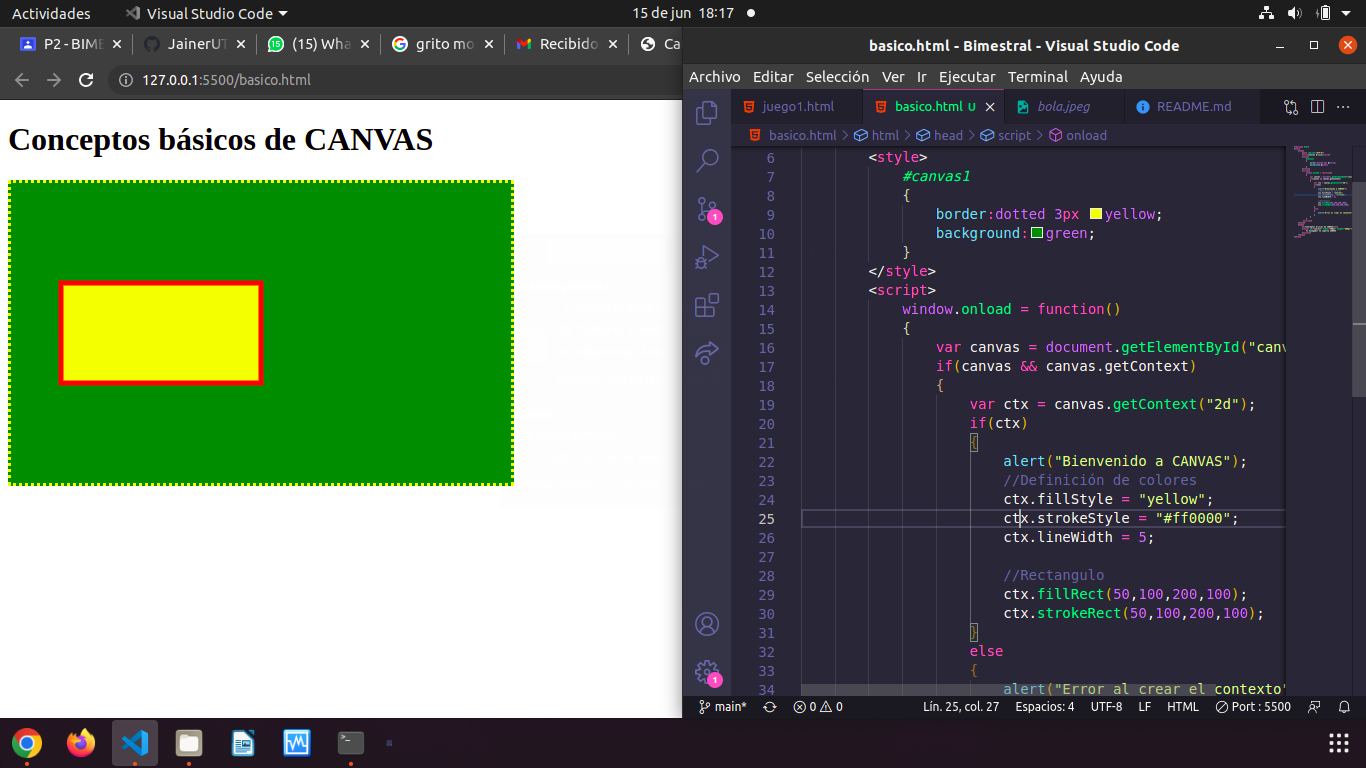 Actividades
Visual Studio Code
15 de jun 18:17
P2 - BIME
JainerUT
(15) Wha
grito mo
Recibido
Ca
127.0.0.1:5500/basico.html
Conceptos básicos de CANVAS
basico.html - Bimestral - Visual Studio Code
Archivo Editar Selección Ver Ir Ejecutar Terminal Ayuda
juego1.html
basico.html U
bola.jpeg
README.md
basico.html > html > head > script > onload
6 <style>
7 #canvas1
8 {
9 border:dotted 3px yellow;
10 background:green;
11 }
12 </style>
13 <script>
14 window.onload = function()
15 {
16 var canvas = document.getElementById("canv
17 if(canvas && canvas.getContext)
18 {
19 var ctx = canvas.getContext("2d");
20 if(ctx)
21 {
22 alert("Bienvenido a CANVAS");
23 //Definición de colores
24 ctx.fillStyle = "yellow";
25 ctx.strokeStyle = "#ff0000";
26 ctx.lineWidth = 5;
27
28 //Rectangulo
29 ctx.fillRect(50,100,200,100);
30 ctx.strokeRect(50,100,200,100);
31 }
32 else
33 {
34 alert("Error al crear el contexto"
1
1
main*
0 0
Lín. 25, col. 27
Espacios: 4
UTF-8
LF
HTML
Port : 5500